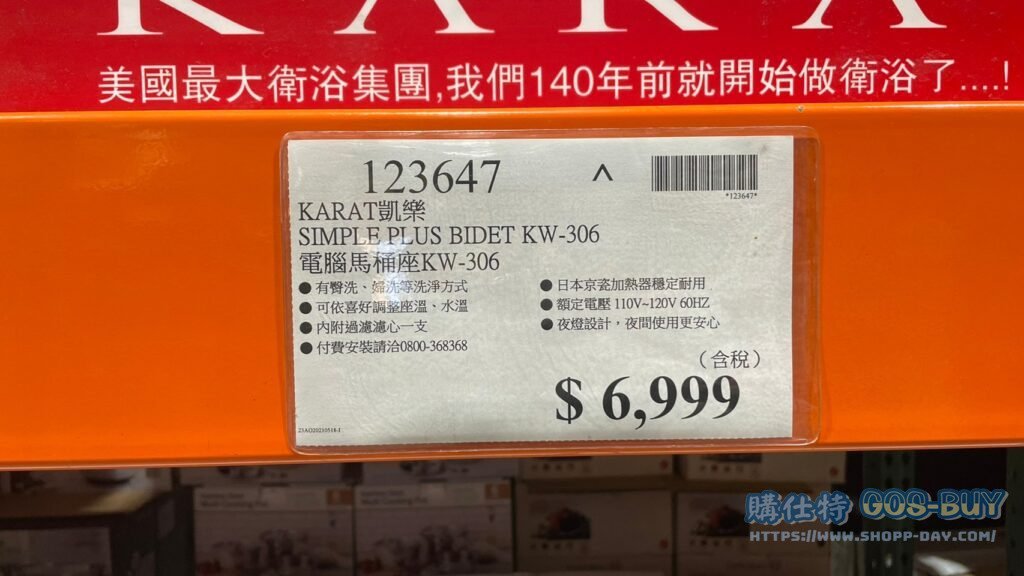 KARA
美國最大衛浴集團,我們140年前就開始做衛浴了....!
123647
^
*123647*
KARAT凱樂
SIMPLE PLUS BIDET KW-306
電腦馬桶座KW-306
● 有臀洗、婦洗等洗淨方式
● 可依喜好調整座溫、水溫
● 內附過濾濾心一支
● 付費安裝請洽0800-368368
● 日本京瓷加熱器穩定耐用
● 額定電壓 110V~120V 60HZ
● 夜燈設計，夜間使用更安心
（含稅）
$ 6,999
購仕特 GOS-BUY
HTTPS://WWW.SHOPP-DAY.COM/